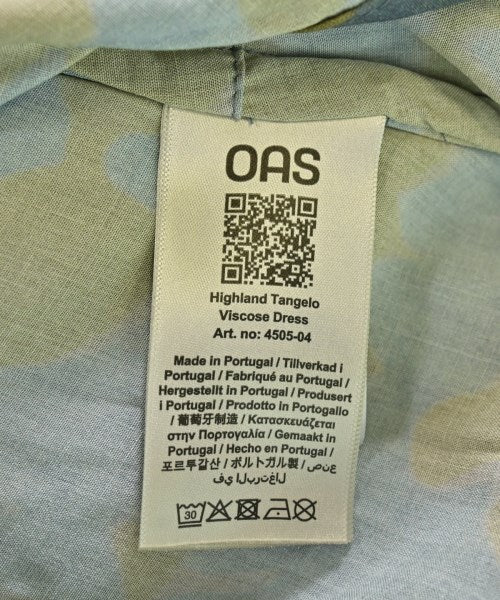 OAS
Highland Tangelo
Viscose Dress
Art. no: 4505-04
Made in Portugal / Tillverkad i
Portugal / Fabriqué au Portugal /
Hergestellt in Portugal / Produsert
i Portugal / Prodotto in Portogallo
/ 葡萄牙制造 / Κατασκευάζεται
στην Πορτογαλία / Gemaakt in
Portugal / Hecho en Portugal /
포르투갈산 / ポルトガル製 / صنع
في البرتغال
30